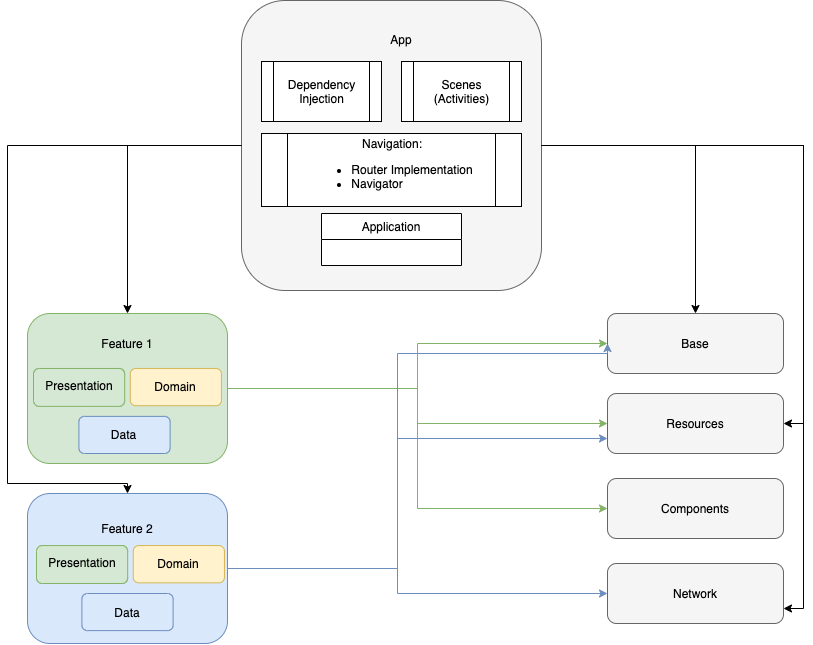 App
Dependency
Injection
Scenes
(Activities)
Navigation:
• Router Implementation
• Navigator
Application
Feature 1
Presentation
Domain
Data
Feature 2
Presentation
Domain
Data
Base
Resources
Components
Network